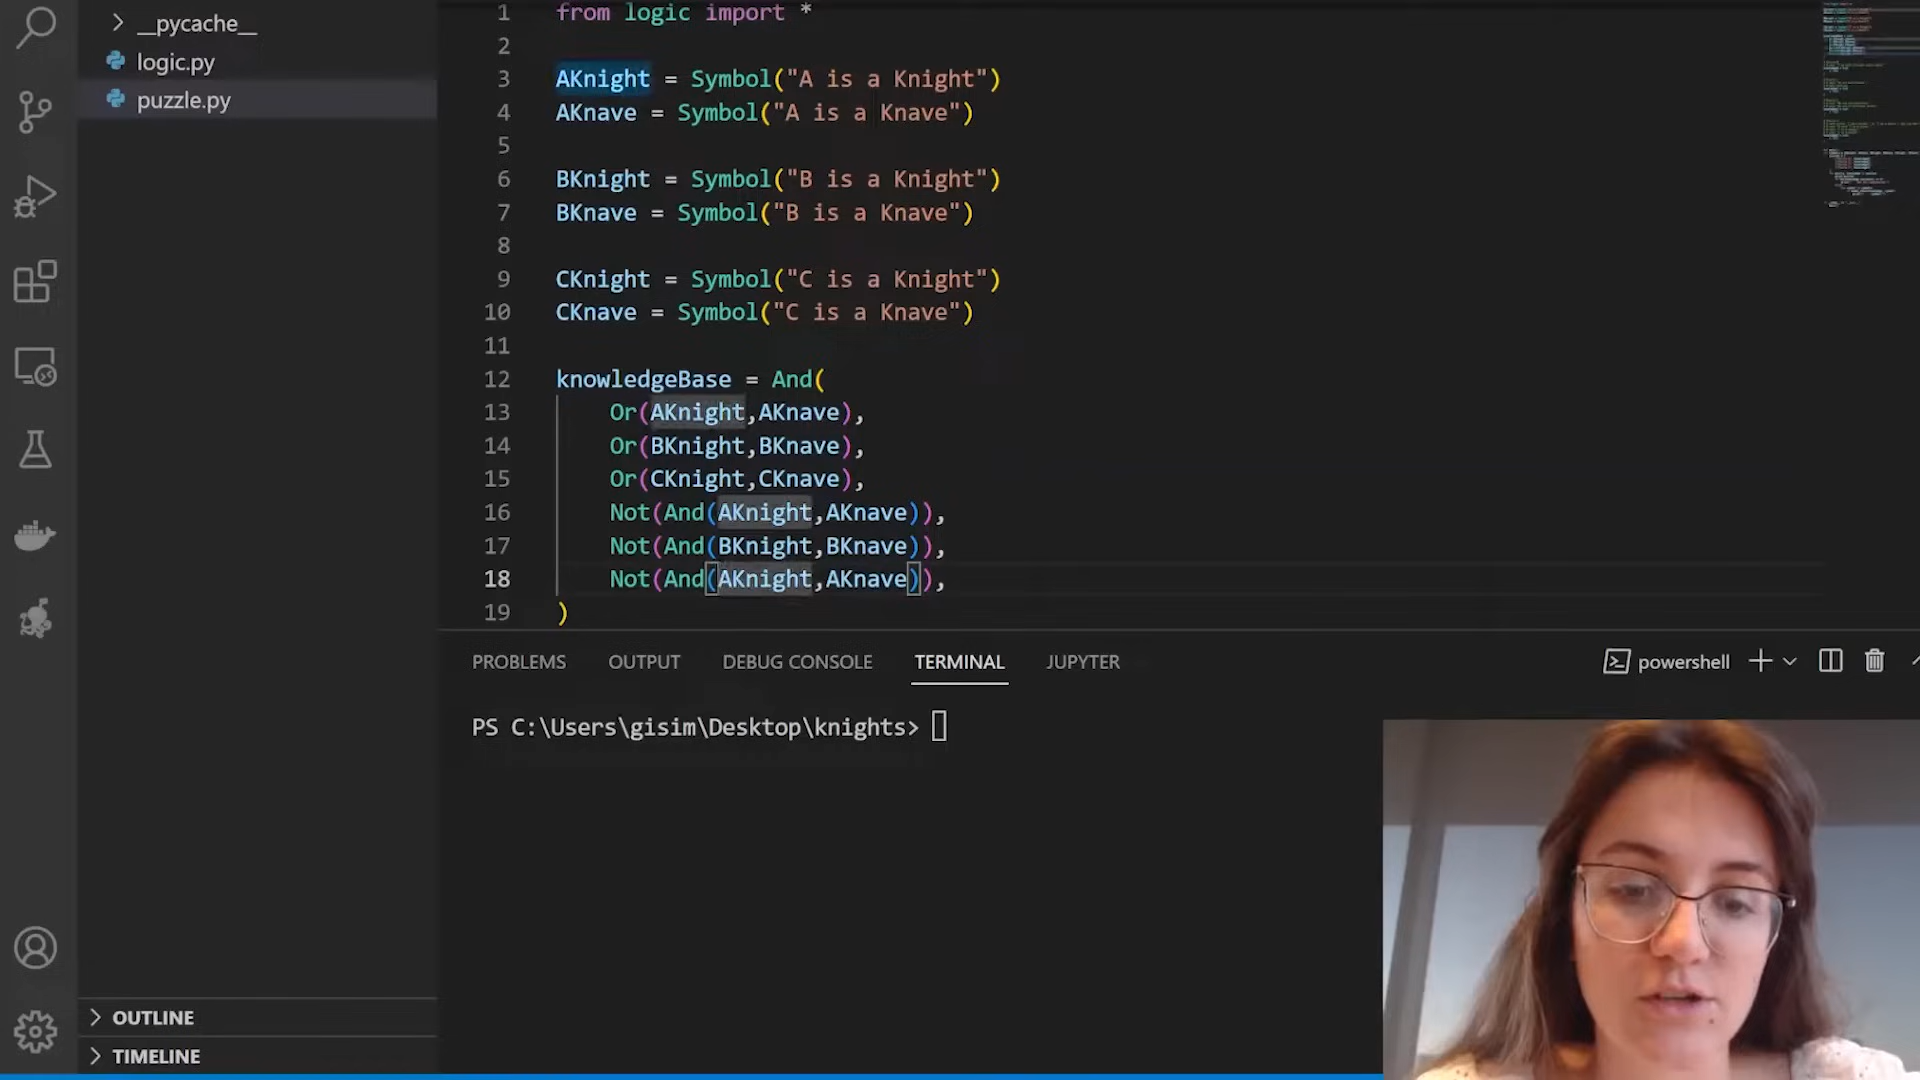 __pycache__
logic.py
puzzle.py
OUTLINE
TIMELINE
1 from logic import *
2
3 AKnight = Symbol("A is a Knight")
4 AKnave = Symbol("A is a Knave")
5
6 BKnight = Symbol("B is a Knight")
7 BKnave = Symbol("B is a Knave")
8
9 CKnight = Symbol("C is a Knight")
10 CKnave = Symbol("C is a Knave")
11
12 knowledgeBase = And(
13 Or(AKnight,AKnave),
14 Or(BKnight,BKnave),
15 Or(CKnight,CKnave),
16 Not(And(AKnight,AKnave)),
17 Not(And(BKnight,BKnave)),
18 Not(And(AKnight,AKnave)),
19 )
PROBLEMS OUTPUT DEBUG CONSOLE TERMINAL JUPYTER powershell
PS C:\Users\gisim\Desktop\knights>